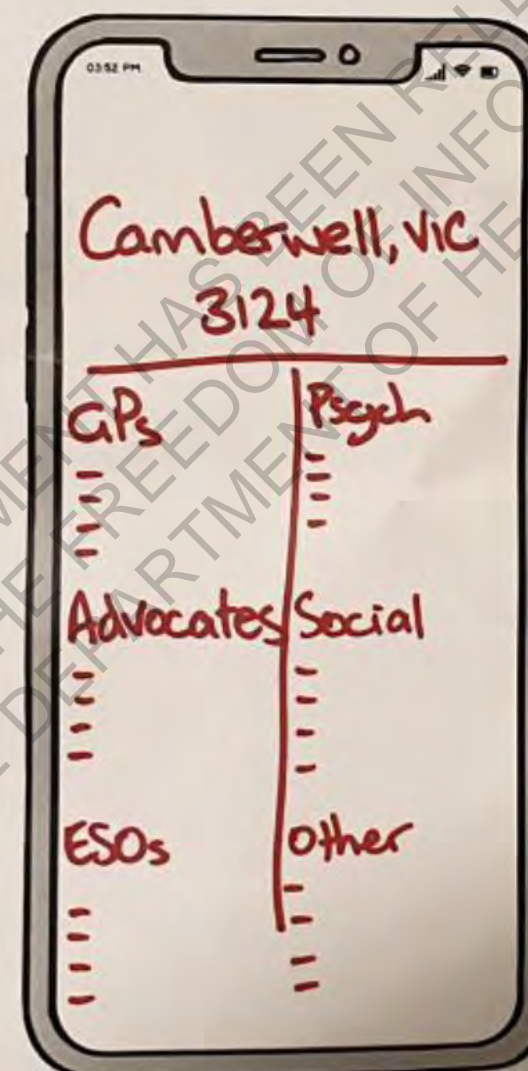 03:52 PM
Camberwell, VIC
3124
GPs
Psych
Advocates
Social
ESOs
Other